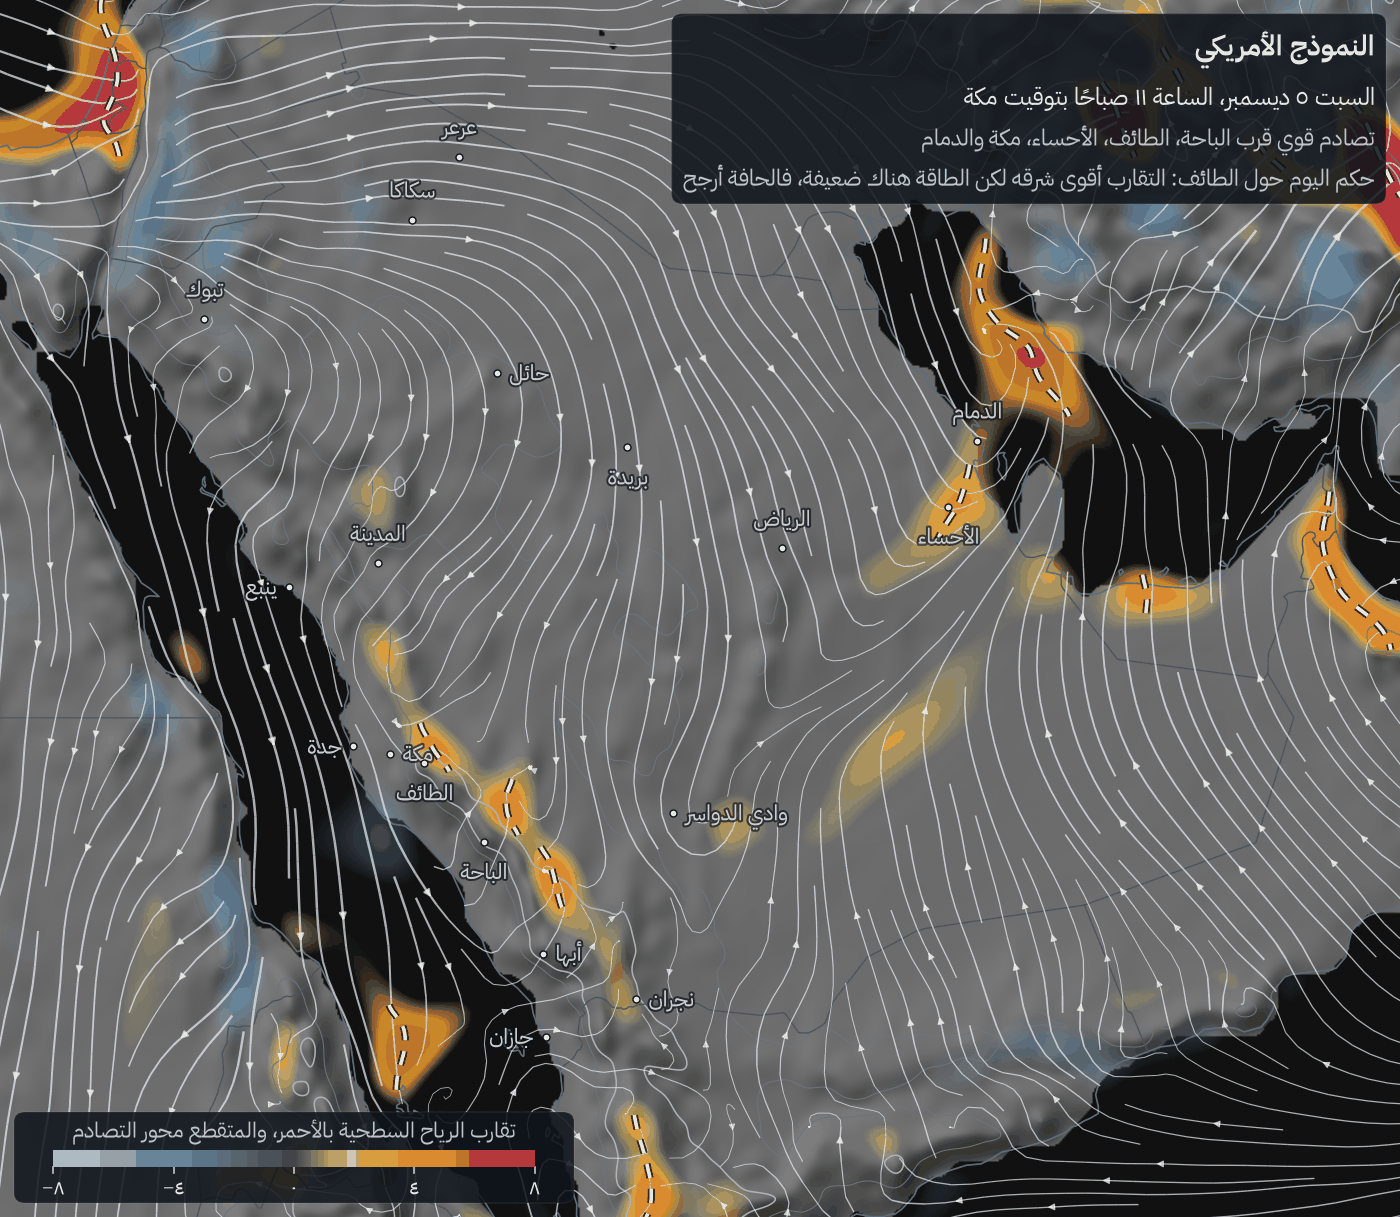 النموذج الأمريكي
السبت ٥ ديسمبر، الساعة ١١ صباحًا بتوقيت مكة
تصادم قوي قرب الباحة، الطائف، الأحساء، مكة والدمام
حكم اليوم حول الطائف: التقارب أقوى شرقه لكن الطاقة هناك ضعيفة، فالحافة أرجح
عرعر
سكاكا
تبوك
حائل
الدمام
بريدة
الرياض
الأحساء
المدينة
ينبع
جدة
مكة
الطائف
وادي الدواسر
الباحة
أبها
نجران
جازان
تقارب الرياح السطحية بالأحمر، والمتقطع محور التصادم
−٨ −٤ ٠ ٤ ٨